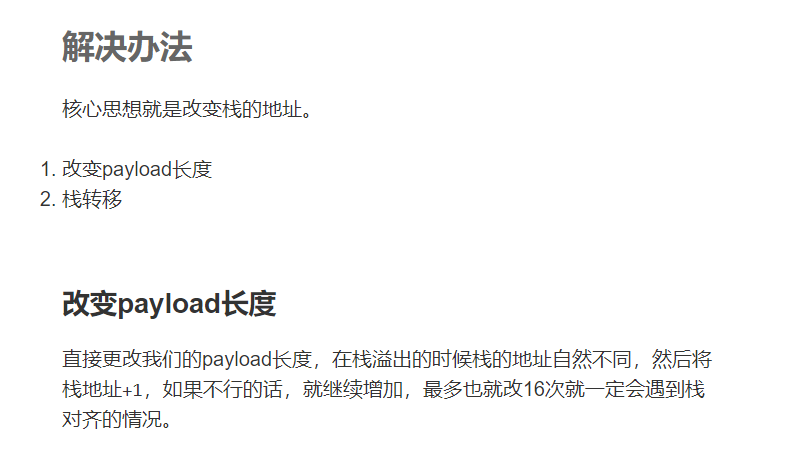 解决办法
核心思想就是改变栈的地址。
1. 改变payload长度
2. 栈转移
改变payload长度
直接更改我们的payload长度，在栈溢出的时候栈的地址自然不同，然后将
栈地址+1，如果不行的话，就继续增加，最多也就改16次就一定会遇到栈
对齐的情况。